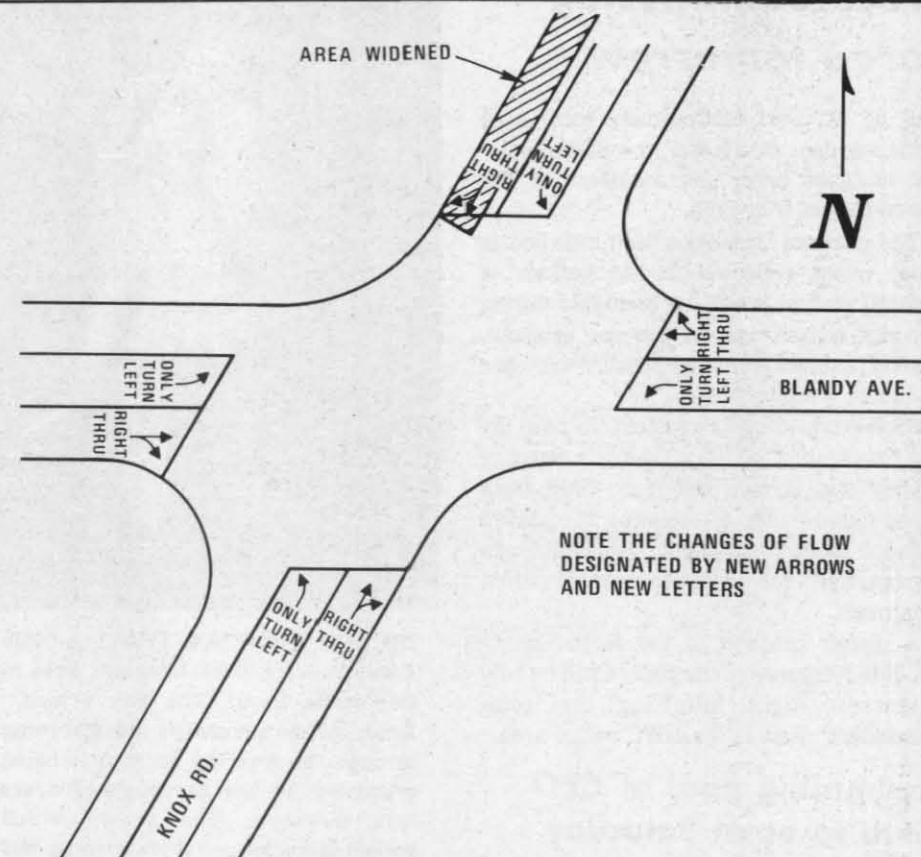 AREA WIDENED
RIGHT
THRU
ONLY
TURN
LEFT
N
ONLY
TURN
LEFT
RIGHT
THRU
RIGHT
THRU
ONLY
TURN
LEFT
BLANDY AVE.
NOTE THE CHANGES OF FLOW
DESIGNATED BY NEW ARROWS
AND NEW LETTERS
ONLY
TURN
LEFT
RIGHT
THRU
KNOX RD.